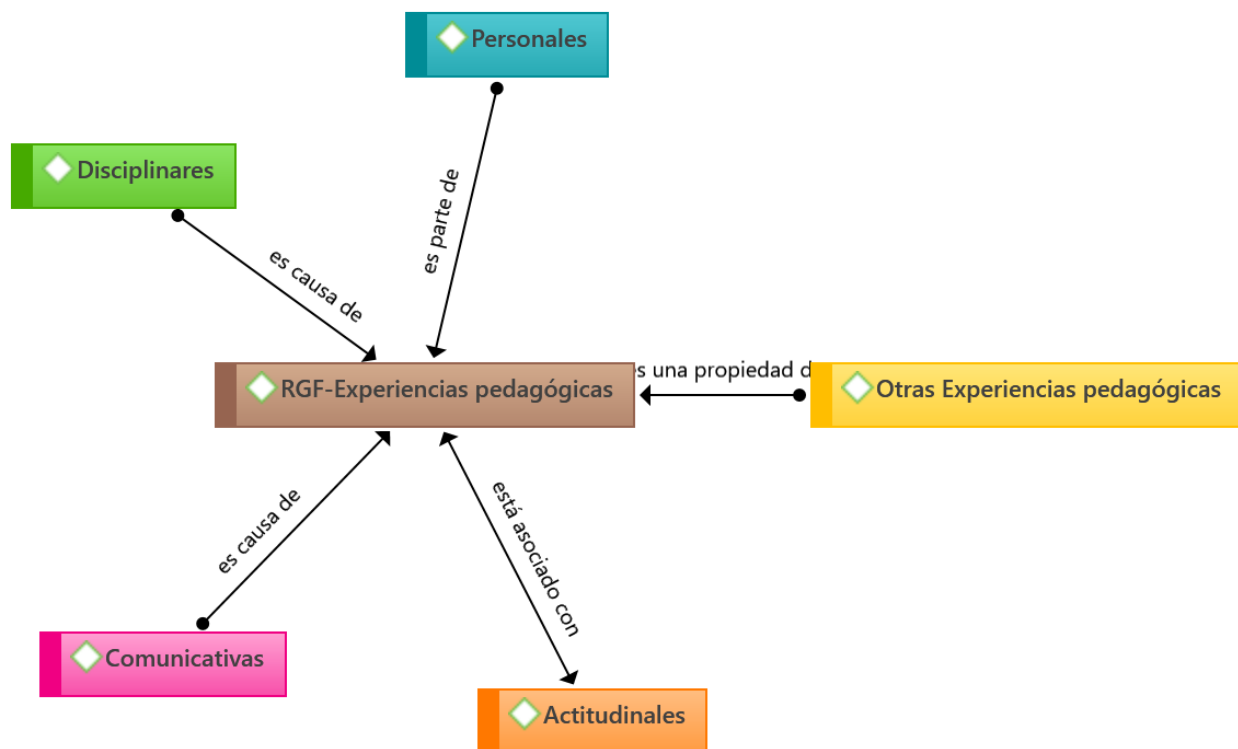 Personales
Disciplinares
es parte de
es causa de
es una propiedad d
RGF-Experiencias pedagógicas
Otras Experiencias pedagógicas
es causa de
está asociado con
Comunicativas
Actitudinales